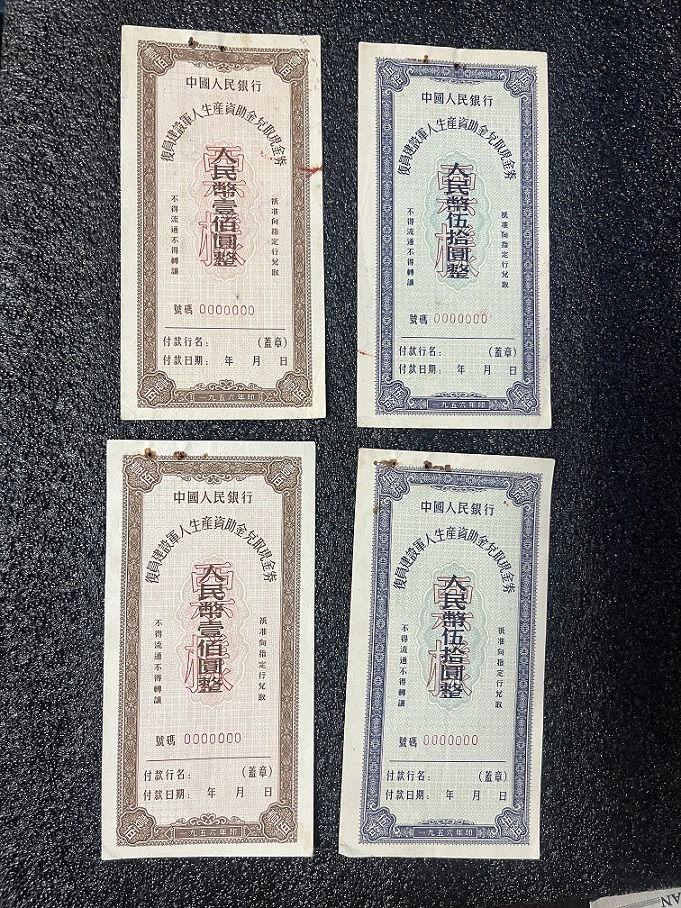 中國人民銀行
復員建設軍人生産資助金兌取現金券
人民幣壹佰圓整
票樣
祇准向指定行兌取
不得流通不得轉讓
號碼 0000000
付款行名： （蓋章）
付款日期： 年 月 日
一九五六年印
中國人民銀行
復員建設軍人生産資助金兌取現金券
人民幣伍拾圓整
票樣
祇准向指定行兌取
不得流通不得轉讓
號碼 0000000
付款行名： （蓋章）
付款日期： 年 月 日
一九五六年印
中國人民銀行
復員建設軍人生産資助金兌取現金券
人民幣壹佰圓整
票樣
祇准向指定行兌取
不得流通不得轉讓
號碼 0000000
付款行名： （蓋章）
付款日期： 年 月 日
一九五六年印
中國人民銀行
復員建設軍人生産資助金兌取現金券
人民幣伍拾圓整
票樣
祇准向指定行兌取
不得流通不得轉讓
號碼 0000000
付款行名： （蓋章）
付款日期： 年 月 日
一九五六年印